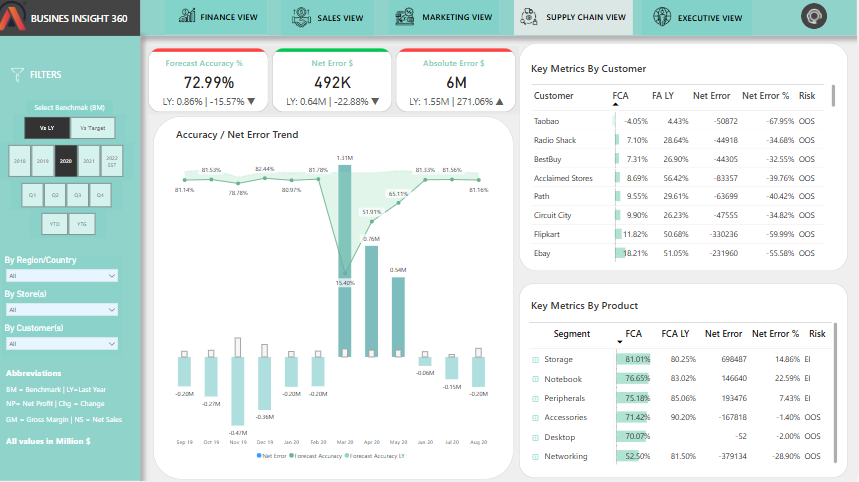 BUSINES INSIGHT 360
FINANCE VIEW
SALES VIEW
MARKETING VIEW
SUPPLY CHAIN VIEW
EXECUTIVE VIEW
FILTERS
Select Benchmak (BM)
Vs LY
Vs Target
2018
2019
2020
2021
2022 EST
Q1
Q2
Q3
Q4
YTD
YTG
By Region/Country
All
By Store(s)
All
By Customer(s)
All
Abbreviations
BM = Benchmark | LY=Last Year
NP= Net Profit | Chg = Change
GM = Gross Margin | NS = Net Sales
All values in Million $
Forecast Accuracy %
72.99%
LY: 0.86% | -15.57% ▼
Net Error $
492K
LY: 0.64M | -22.88% ▼
Absolute Error $
6M
LY: 1.55M | 271.06% ▲
Accuracy / Net Error Trend
1.31M
81.14%
81.53%
78.78%
82.44%
80.97%
81.78%
15.40%
51.91%
65.11%
81.33%
81.56%
81.16%
0.76M
0.54M
-0.20M
-0.27M
-0.47M
-0.36M
-0.20M
-0.20M
-0.06M
-0.15M
-0.20M
Sep 19 Oct 19 Nov 19 Dec 19 Jan 20 Feb 20 Mar 20 Apr 20 May 20 Jun 20 Jul 20 Aug 20
Net Error Forecast Accuracy Forecast Accuracy LY
Key Metrics By Customer
Customer FCA FA LY Net Error Net Error % Risk
Taobao -4.05% 4.43% -50872 -67.95% OOS
Radio Shack 7.10% 28.64% -44918 -34.68% OOS
BestBuy 7.31% 26.90% -44305 -32.55% OOS
Acclaimed Stores 8.69% 56.42% -83357 -39.76% OOS
Path 9.55% 29.61% -63699 -40.42% OOS
Circuit City 9.90% 26.23% -47555 -34.82% OOS
Flipkart 11.82% 50.68% -330236 -59.99% OOS
Ebay 18.21% 51.05% -231960 -55.58% OOS
Key Metrics By Product
Segment FCA FCA LY Net Error Net Error % Risk
Storage 81.01% 80.25% 698487 14.86% EI
Notebook 76.65% 83.02% 146640 22.59% EI
Peripherals 75.18% 85.06% 193476 7.43% EI
Accessories 71.42% 90.20% -167818 -1.40% OOS
Desktop 70.07% -52 -2.00% OOS
Networking 52.50% 81.50% -379134 -28.90% OOS